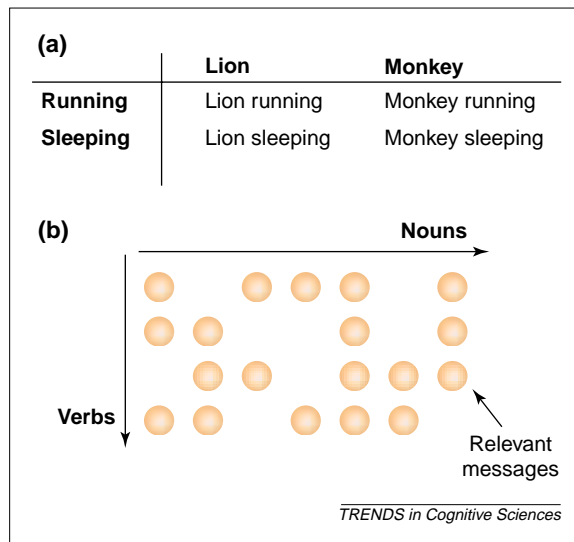 (a)
Lion Monkey
Running Lion running Monkey running
Sleeping Lion sleeping Monkey sleeping
(b)
Nouns
Verbs
Relevant
messages
TRENDS in Cognitive Sciences